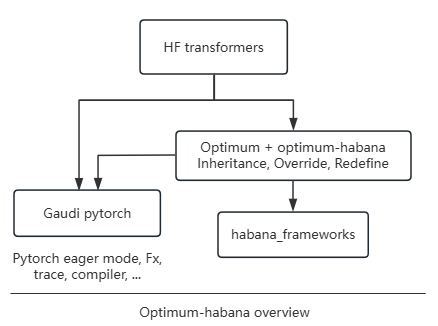 HF transformers
Optimum + optimum-habana
Inheritance, Override, Redefine
Gaudi pytorch
habana_frameworks
Pytorch eager mode, Fx,
trace, compiler, ...
Optimum-habana overview